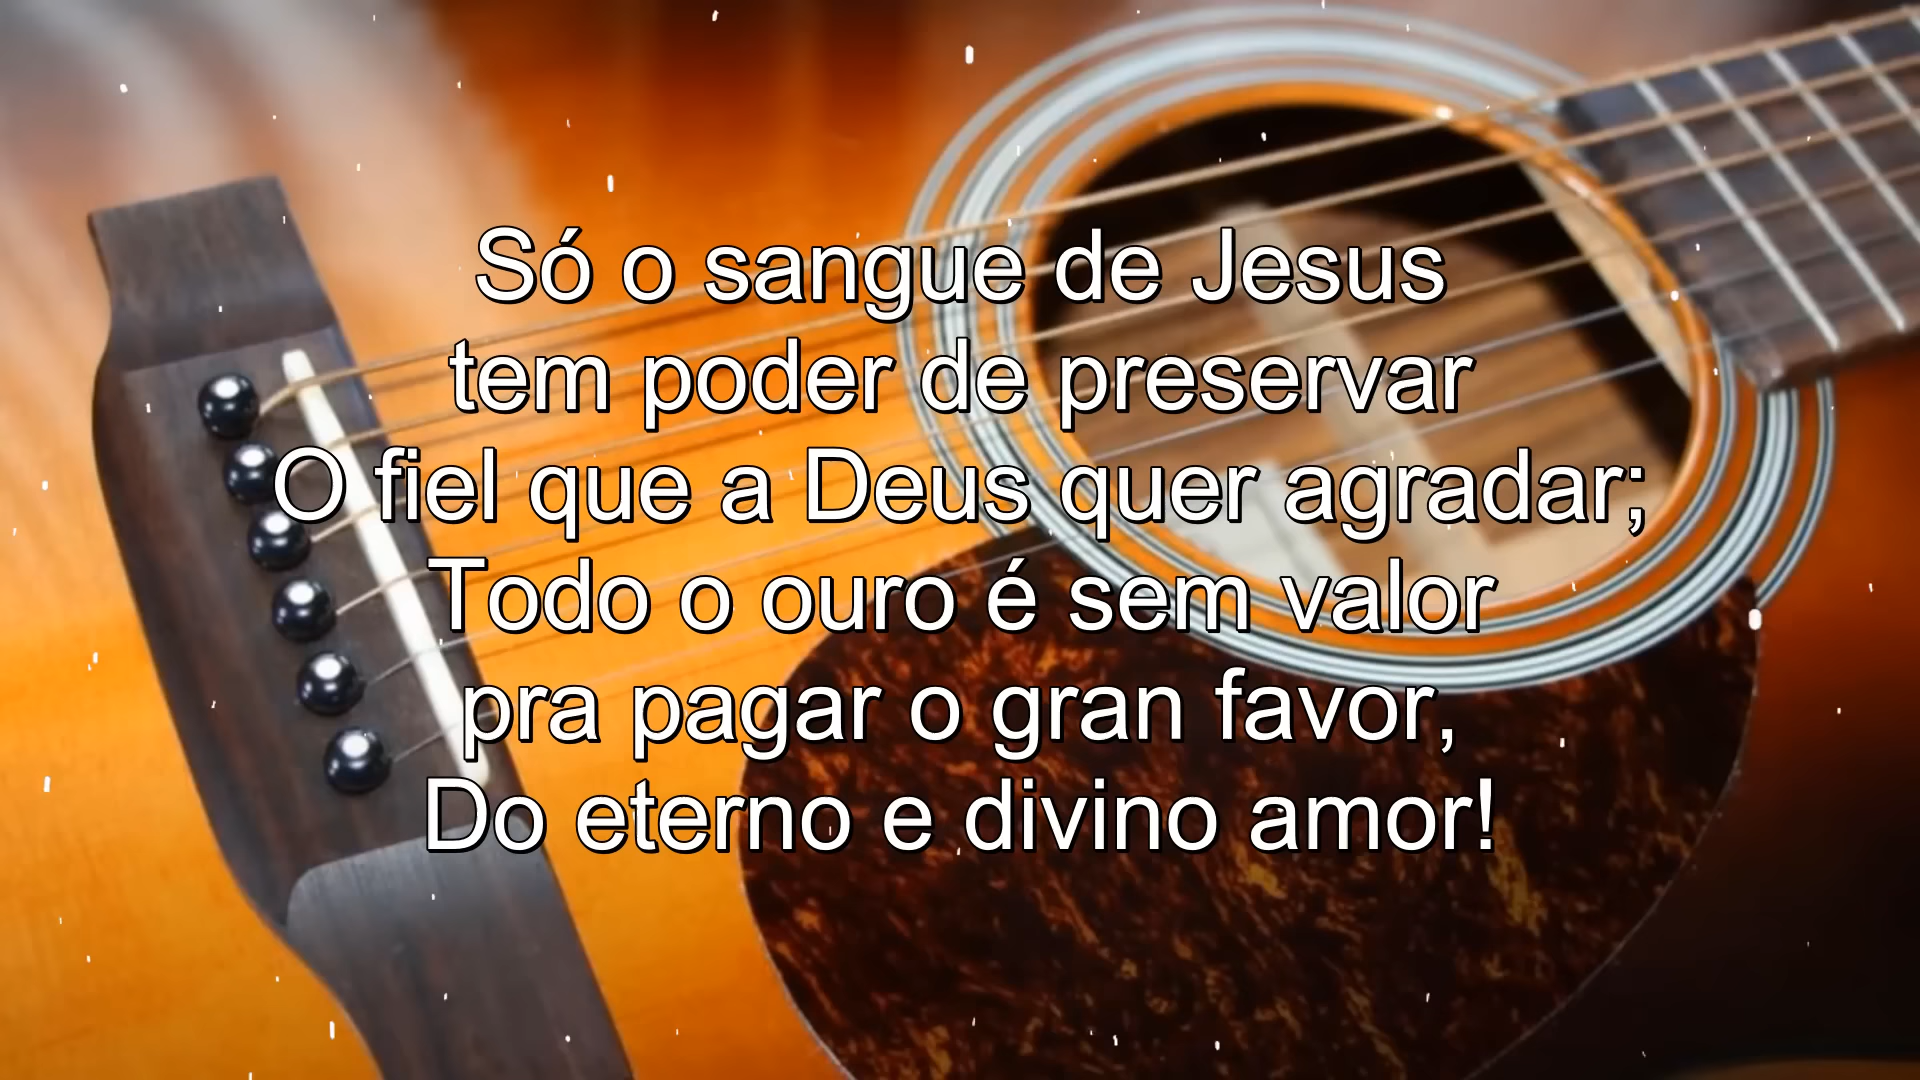 Só o sangue de Jesus
tem poder de preservar
O fiel que a Deus quer agradar;
Todo o ouro é sem valor
pra pagar o gran favor,
Do eterno e divino amor!